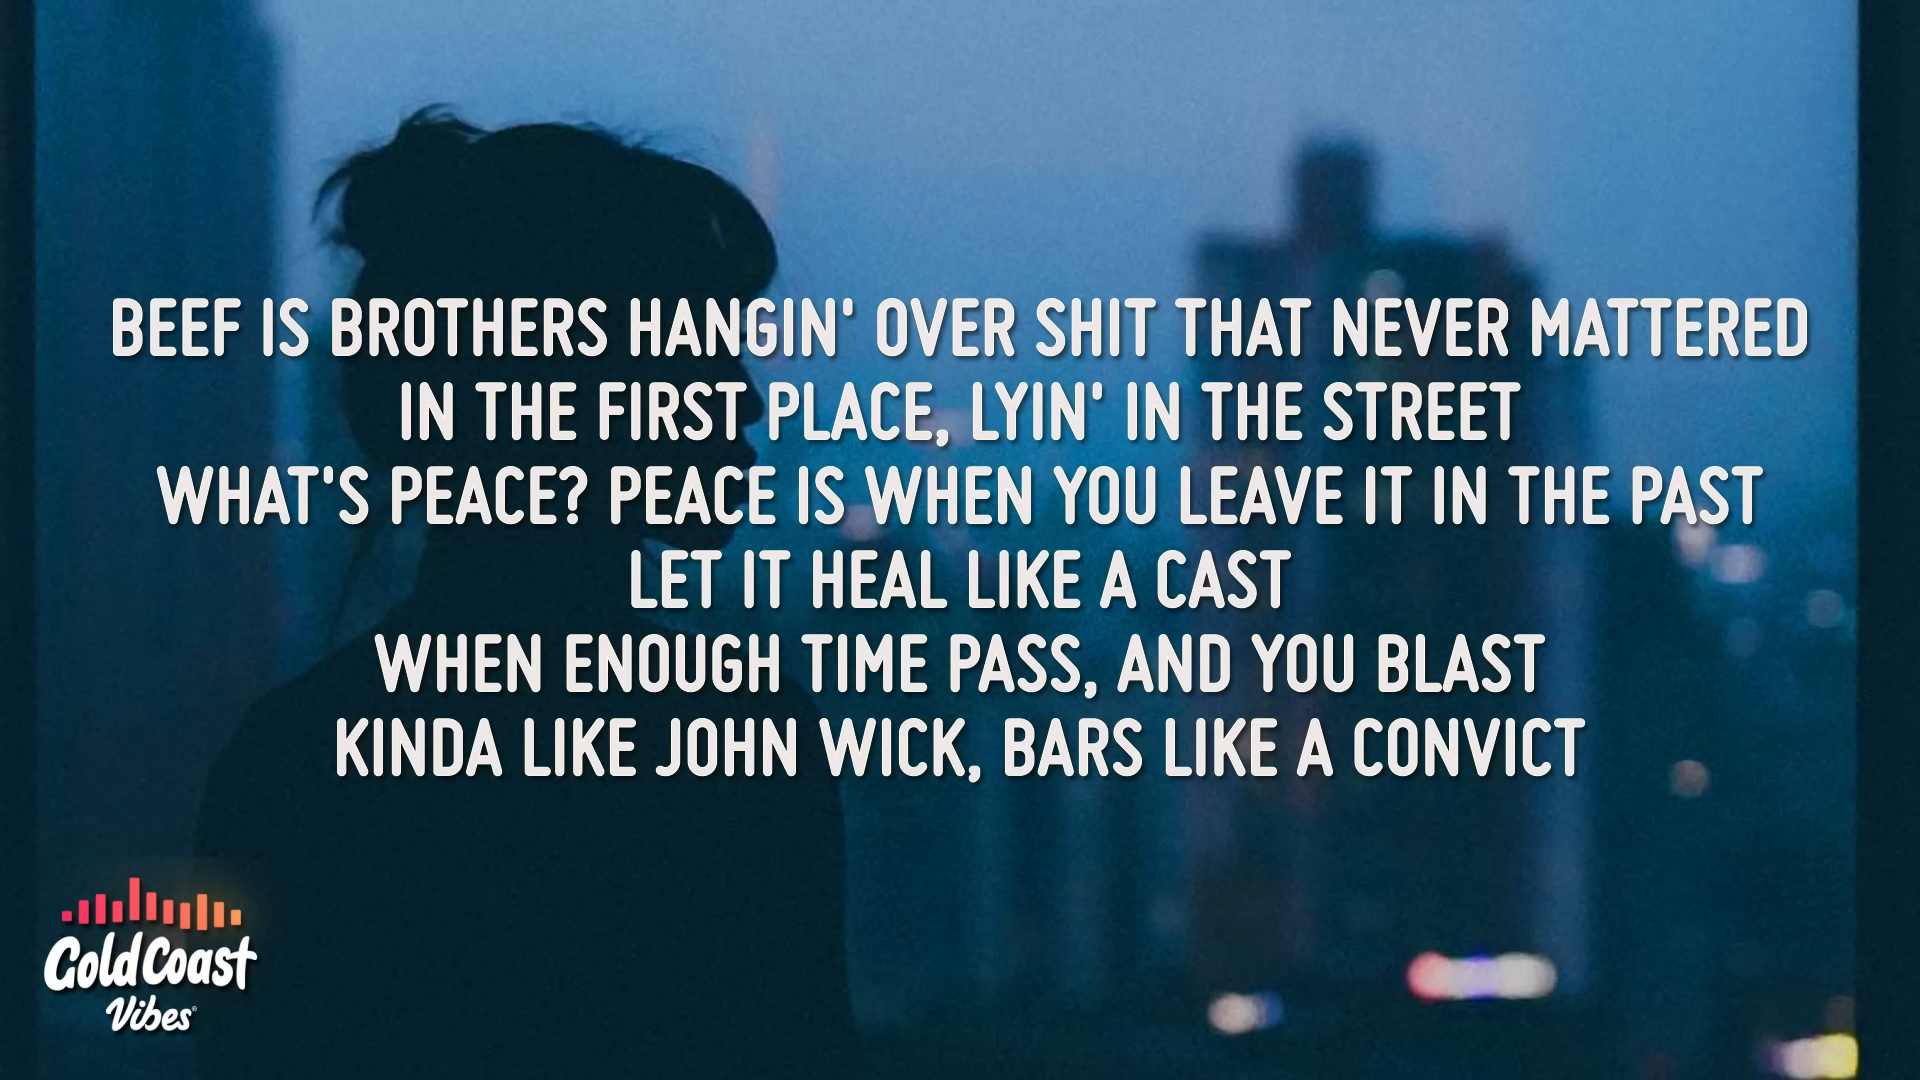 BEEF IS BROTHERS HANGIN' OVER SHIT THAT NEVER MATTERED
IN THE FIRST PLACE, LYIN' IN THE STREET
WHAT'S PEACE? PEACE IS WHEN YOU LEAVE IT IN THE PAST
LET IT HEAL LIKE A CAST
WHEN ENOUGH TIME PASS, AND YOU BLAST
KINDA LIKE JOHN WICK, BARS LIKE A CONVICT
Gold Coast
Vibes